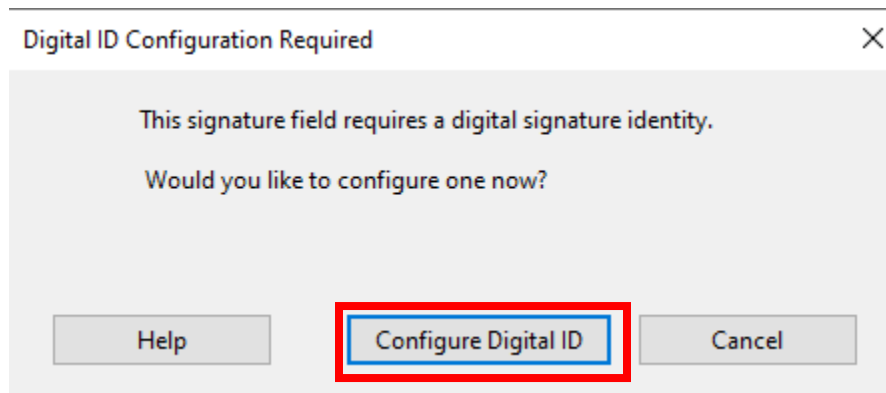 Digital ID Configuration Required
This signature field requires a digital signature identity.
Would you like to configure one now?
Help Configure Digital ID Cancel